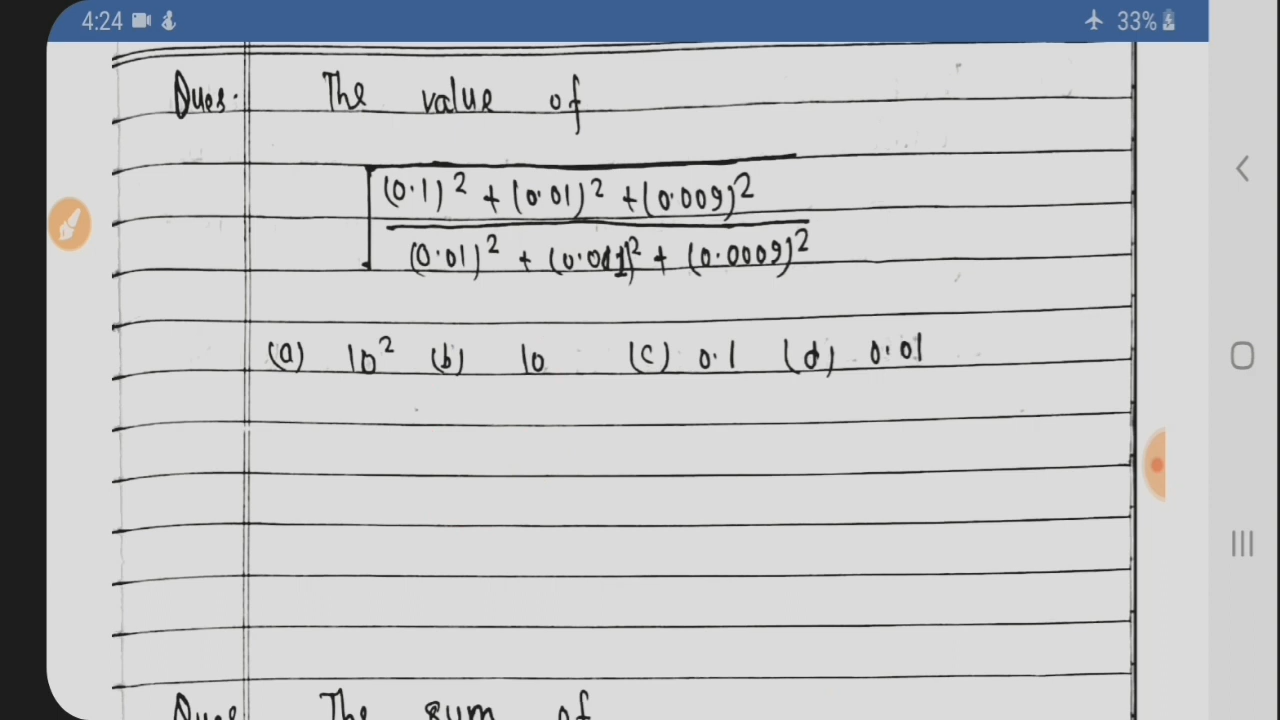 4:24 33%
Ques. The value of
√(((0.1)² + (0.01)² + (0.009)²) / ((0.01)² + (0.001)² + (0.0009)²))
(a) 10² (b) 10 (c) 0.1 (d) 0.01
Ques The sum of